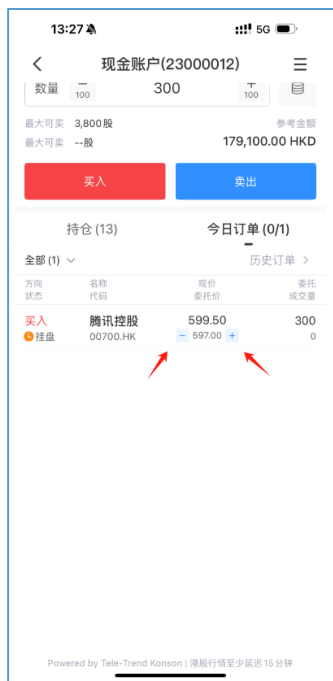 13:27 5G
现金账户(23000012)
数量 100 300 100
最大可买 3,800股 参考金额
最大可卖 --股 179,100.00 HKD
买入 卖出
持仓 (13) 今日订单 (0/1)
全部 (1) 历史订单
方向 名称 现价 委托
状态 代码 委托价 成交量
买入 腾讯控股 599.50 300
挂盘 00700.HK − 597.00 + 0
Powered by Tele-Trend Konson | 港股行情至少延迟15分钟